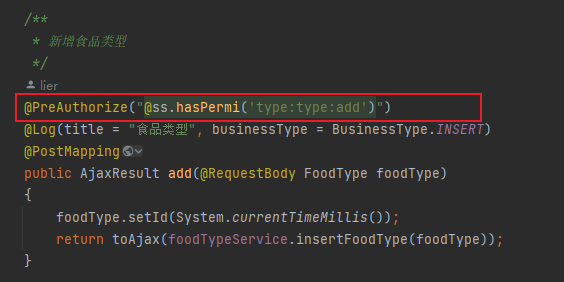 /**
 * 新增食品类型
 */
lier
@PreAuthorize("@ss.hasPermi('type:type:add')")
@Log(title = "食品类型", businessType = BusinessType.INSERT)
@PostMapping
public AjaxResult add(@RequestBody FoodType foodType)
{
    foodType.setId(System.currentTimeMillis());
    return toAjax(foodTypeService.insertFoodType(foodType));
}